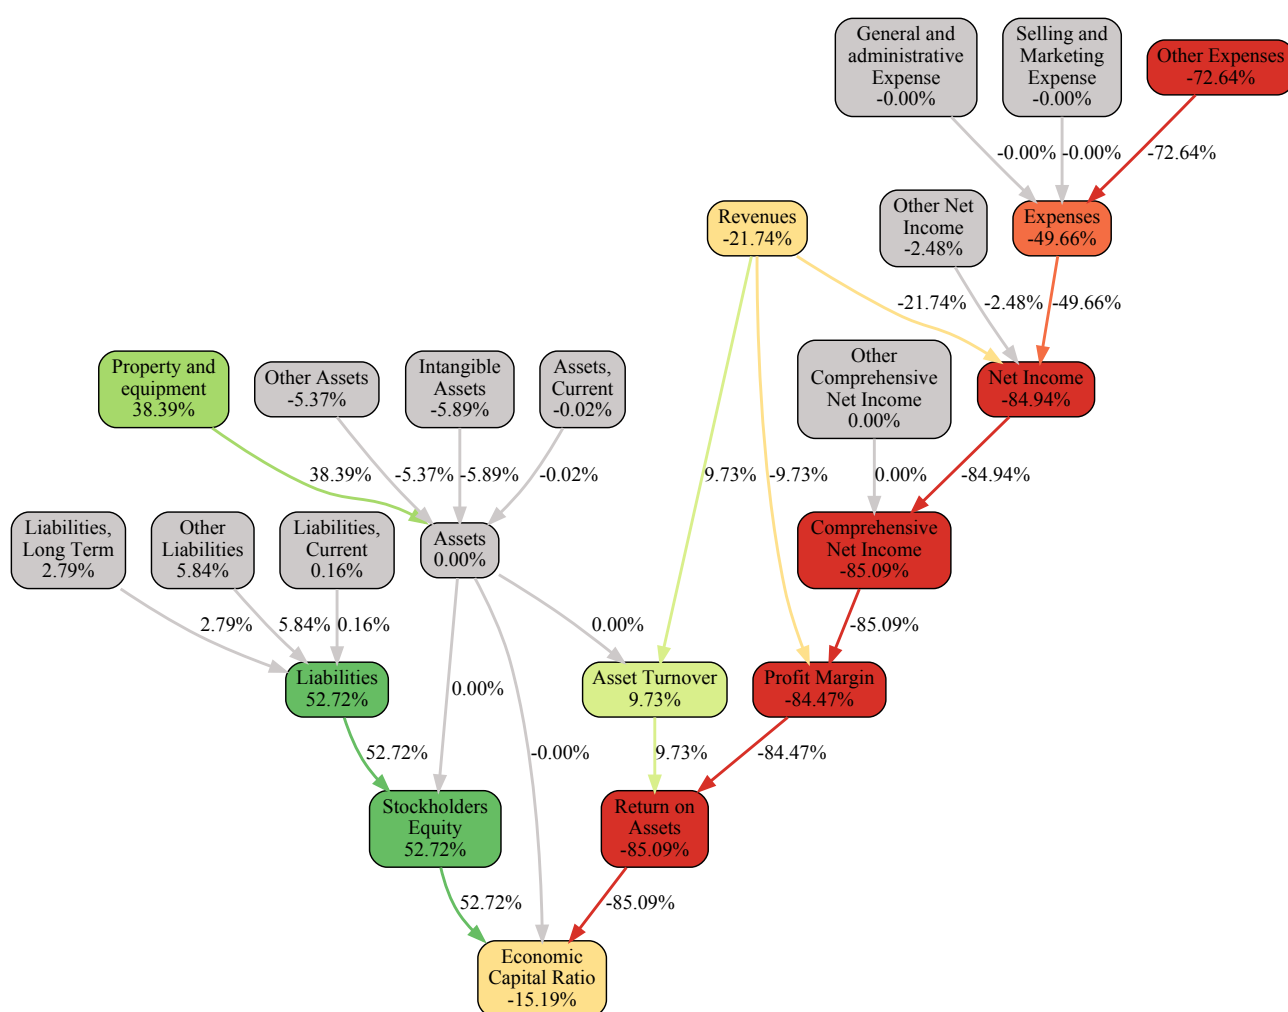 General and
administrative
Expense
-0.00%
Selling and
Marketing
Expense
-0.00%
Other Expenses
-72.64%
-0.00%
-0.00%
-72.64%
Revenues
-21.74%
Other Net
Income
-2.48%
Expenses
-49.66%
-21.74%
-2.48%
-49.66%
Property and
equipment
38.39%
Other Assets
-5.37%
Intangible
Assets
-5.89%
Assets,
Current
-0.02%
Other
Comprehensive
Net Income
0.00%
Net Income
-84.94%
38.39%
-5.37%
-5.89%
-0.02%
9.73%
-9.73%
0.00%
-84.94%
Liabilities,
Long Term
2.79%
Other
Liabilities
5.84%
Liabilities,
Current
0.16%
Assets
0.00%
Comprehensive
Net Income
-85.09%
2.79%
5.84%
0.16%
0.00%
-85.09%
Liabilities
52.72%
0.00%
Asset Turnover
9.73%
Profit Margin
-84.47%
52.72%
-0.00%
9.73%
-84.47%
Stockholders
Equity
52.72%
Return on
Assets
-85.09%
52.72%
-85.09%
Economic
Capital Ratio
-15.19%